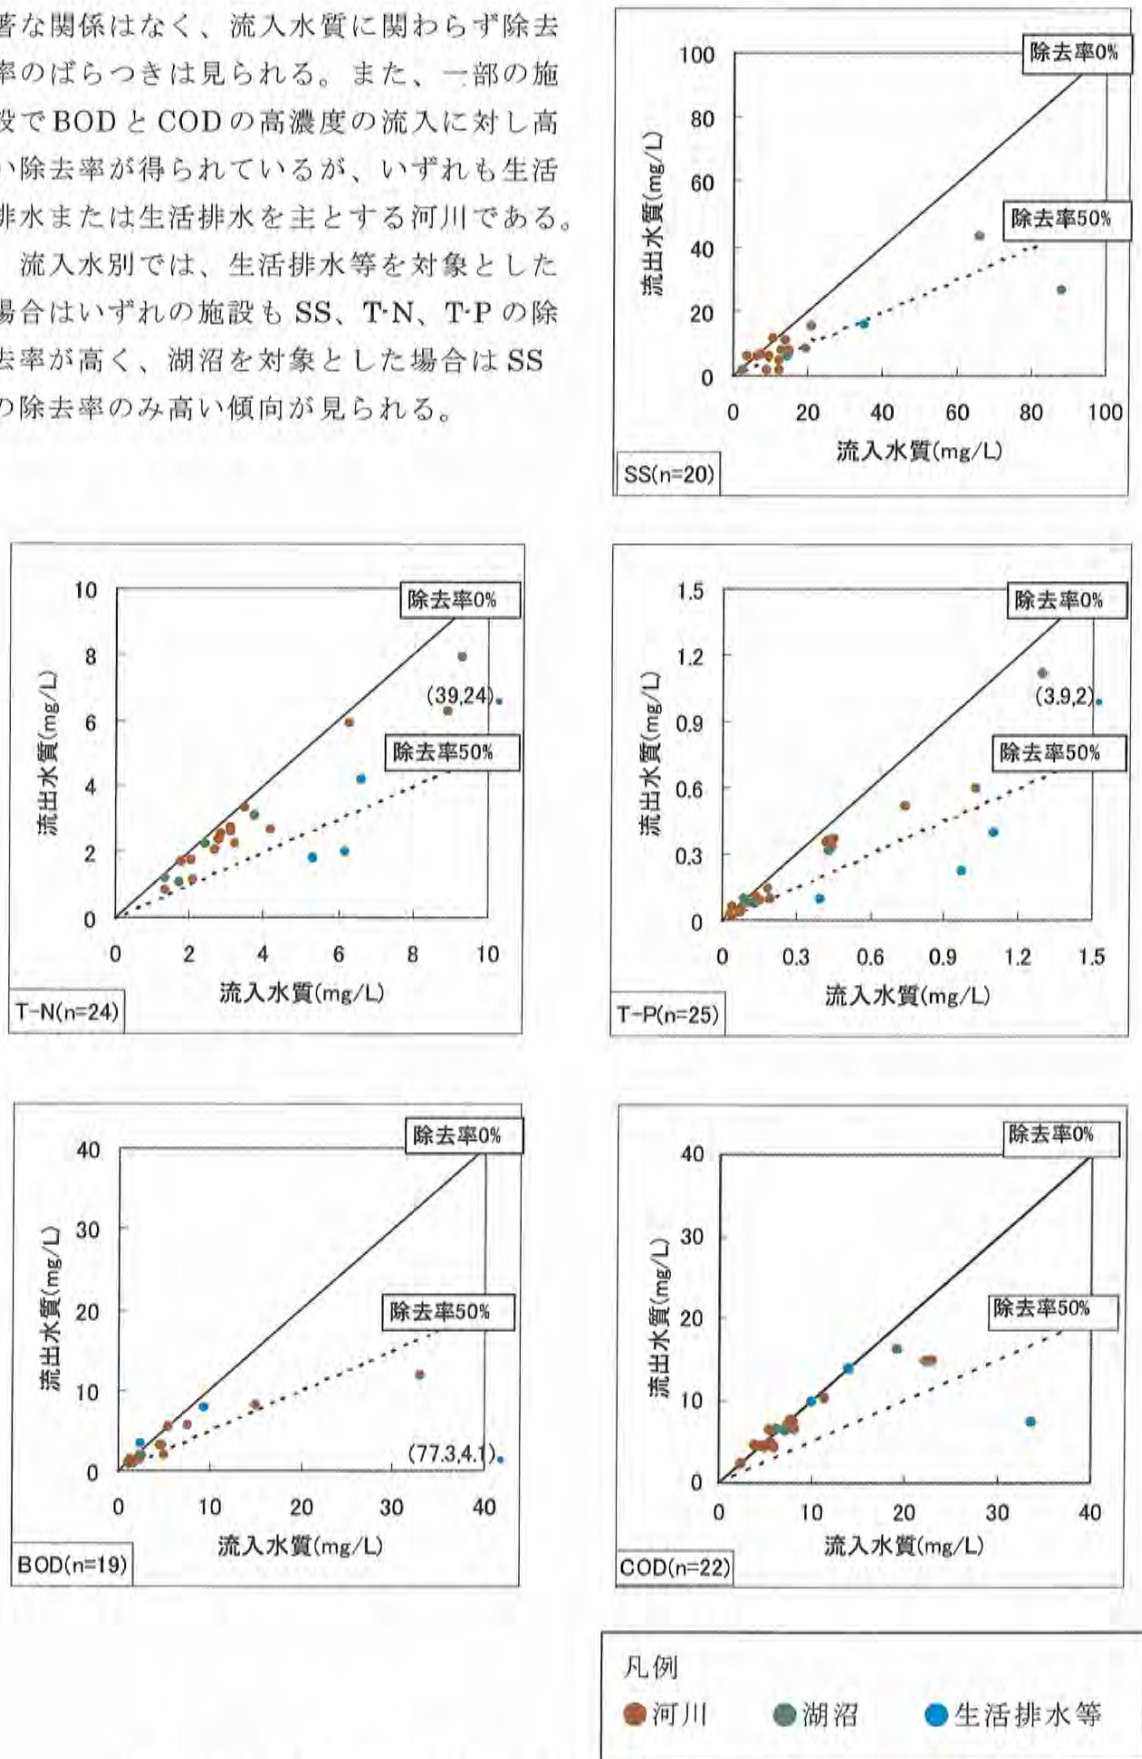 著な関係はなく、流入水質に関わらず除去
率のばらつきは見られる。また、一部の施
設でBODとCODの高濃度の流入に対し高
い除去率が得られているが、いずれも生活
排水または生活排水を主とする河川である。
流入水別では、生活排水等を対象とした
場合はいずれの施設も SS、T-N、T-P の除
去率が高く、湖沼を対象とした場合は SS
の除去率のみ高い傾向が見られる。
除去率0%
除去率50%
流出水質(mg/L)
100
80
60
40
20
0
0 20 40 60 80 100
流入水質(mg/L)
SS(n=20)
除去率0%
(39,24)
除去率50%
流出水質(mg/L)
10
8
6
4
2
0
0 2 4 6 8 10
流入水質(mg/L)
T-N(n=24)
除去率0%
(3.9,2)
除去率50%
流出水質(mg/L)
1.5
1.2
0.9
0.6
0.3
0
0 0.3 0.6 0.9 1.2 1.5
流入水質(mg/L)
T-P(n=25)
除去率0%
除去率50%
(77.3,4.1)
流出水質(mg/L)
40
30
20
10
0
0 10 20 30 40
流入水質(mg/L)
BOD(n=19)
除去率0%
除去率50%
流出水質(mg/L)
40
30
20
10
0
0 10 20 30 40
流入水質(mg/L)
COD(n=22)
凡例
河川 湖沼 生活排水等